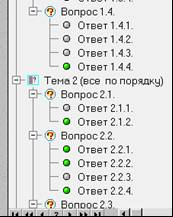 Вопрос 1.4.
Ответ 1.4.1.
Ответ 1.4.2.
Ответ 1.4.3.
Ответ 1.4.4.
Тема 2 (все по порядку)
Вопрос 2.1.
Ответ 2.1.1.
Ответ 2.1.2.
Вопрос 2.2.
Ответ 2.2.1.
Ответ 2.2.2.
Ответ 2.2.3.
Ответ 2.2.4.
Вопрос 2.3.